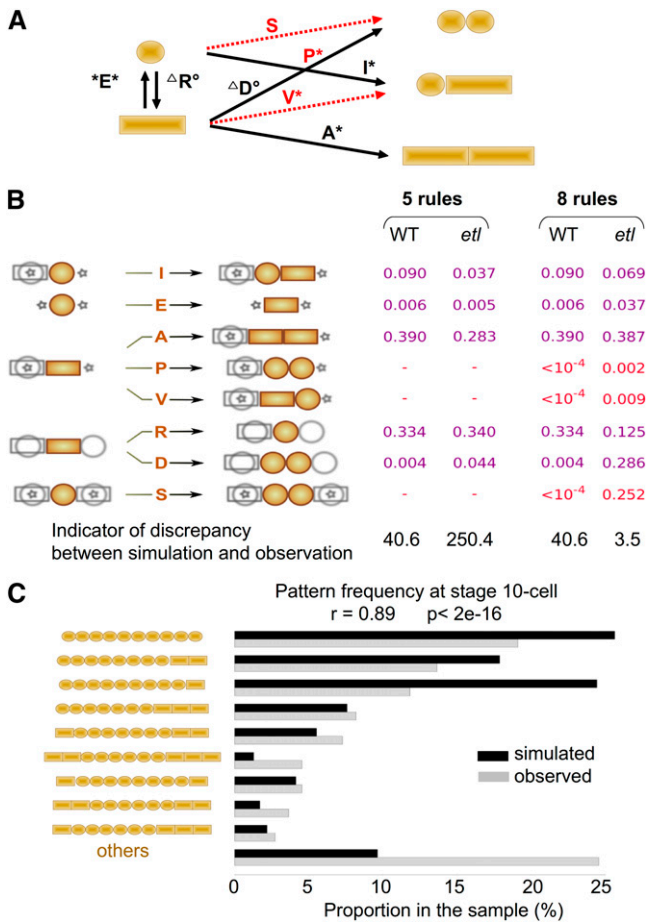 A
S
P*
*E*
△R°
△D°
I*
V*
A*
B
5 rules 8 rules
WT etl WT etl
I 0.090 0.037 0.090 0.069
E 0.006 0.005 0.006 0.037
A 0.390 0.283 0.390 0.387
P - - <10⁻⁴ 0.002
V - - <10⁻⁴ 0.009
R 0.334 0.340 0.334 0.125
D 0.004 0.044 0.004 0.286
S - - <10⁻⁴ 0.252
Indicator of discrepancy
between simulation and observation 40.6 250.4 40.6 3.5
C
Pattern frequency at stage 10-cell
r = 0.89 p< 2e-16
simulated
observed
others
0 5 10 15 20 25
Proportion in the sample (%)